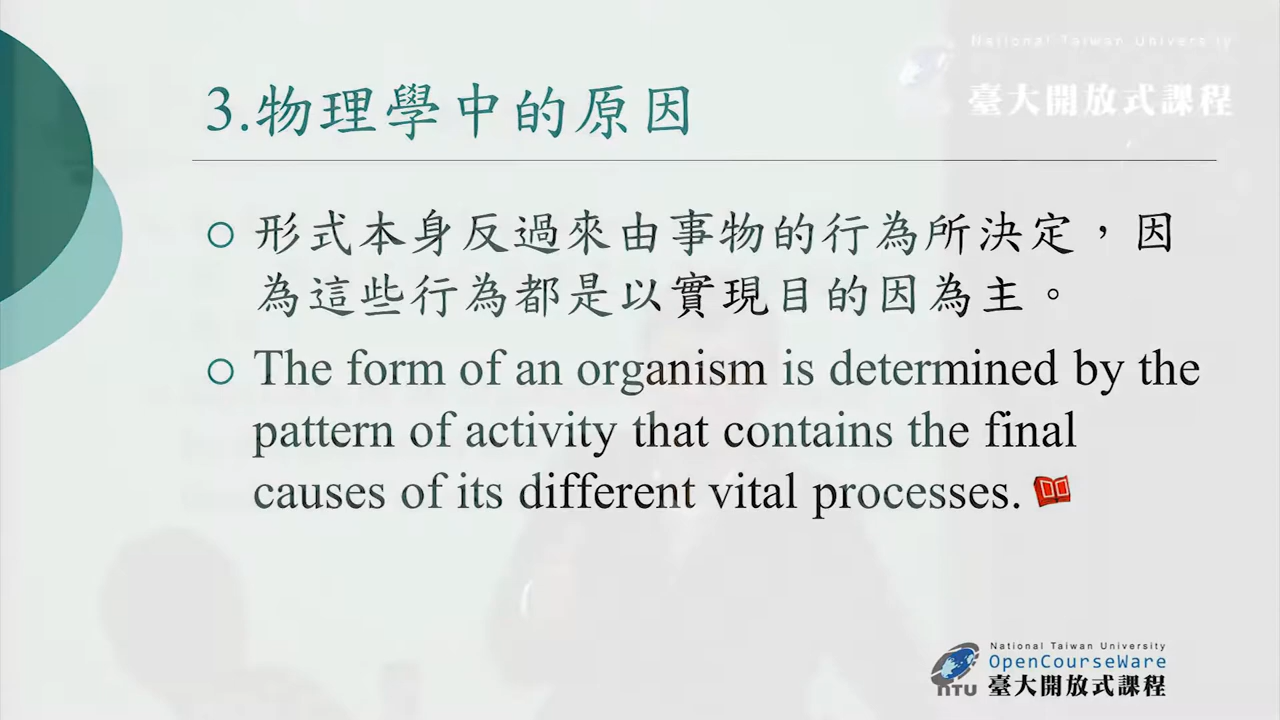 National Taiwan University
臺大開放式課程
3.物理學中的原因
形式本身反過來由事物的行為所決定，因
為這些行為都是以實現目的因為主。
The form of an organism is determined by the
pattern of activity that contains the final
causes of its different vital processes.
National Taiwan University
OpenCourseWare
NTU 臺大開放式課程